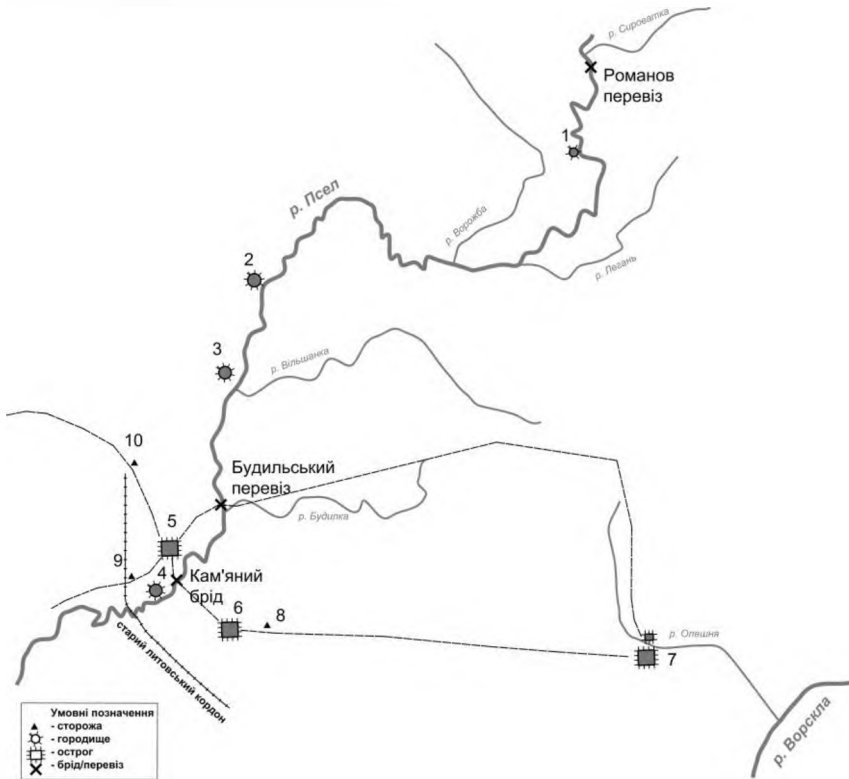 р. Сироватка
Романов
перевіз
1
р. Псел
р. Ворожба
р. Легань
2
3
р. Вільшанка
10
Будильський
перевіз
р. Будилка
5
9
4
Кам'яний
брід
6
8
р. Олешня
7
старий литовський кордон
р. Ворскла
Умовні позначення
- сторожа
- городище
- острог
- брід/перевіз